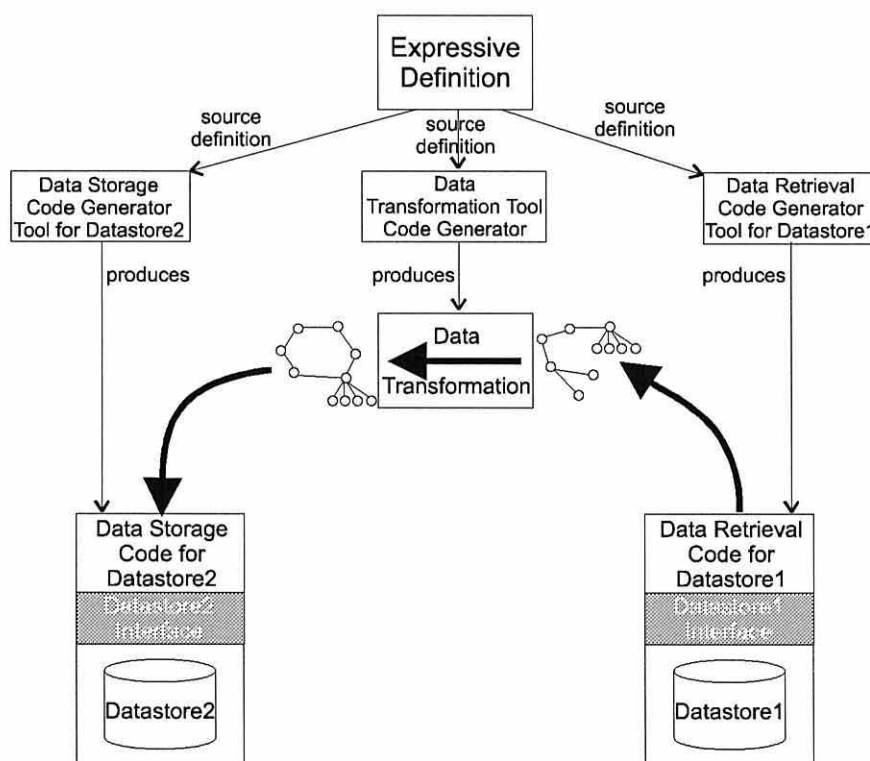 Expressive
Definition
source
definition
source
definition
source
definition
Data Storage
Code Generator
Tool for Datastore2
Data
Transformation Tool
Code Generator
Data Retrieval
Code Generator
Tool for Datastore1
produces
produces
produces
Data
Transformation
Data Storage
Code for
Datastore2
Datastore2
Interface
Datastore2
Data Retrieval
Code for
Datastore1
Datastore1
Interface
Datastore1